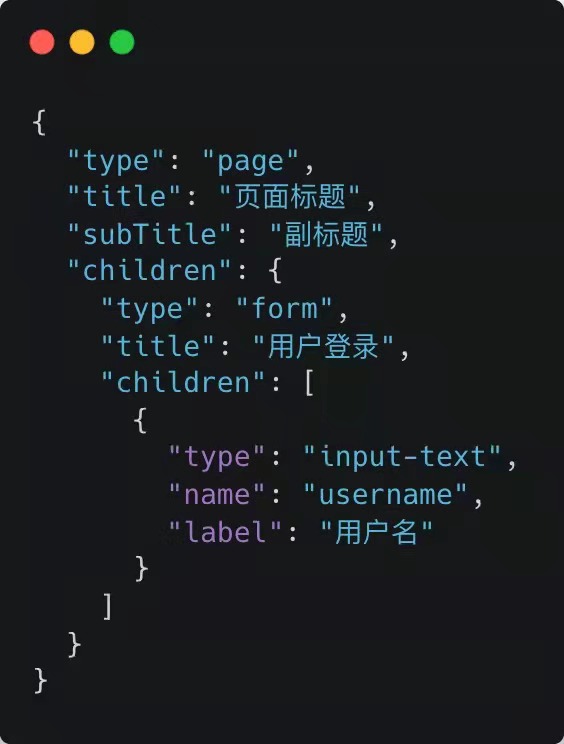 {
  "type": "page",
  "title": "页面标题",
  "subTitle": "副标题",
  "children": {
    "type": "form",
    "title": "用户登录",
    "children": [
      {
        "type": "input-text",
        "name": "username",
        "label": "用户名"
      }
    ]
  }
}